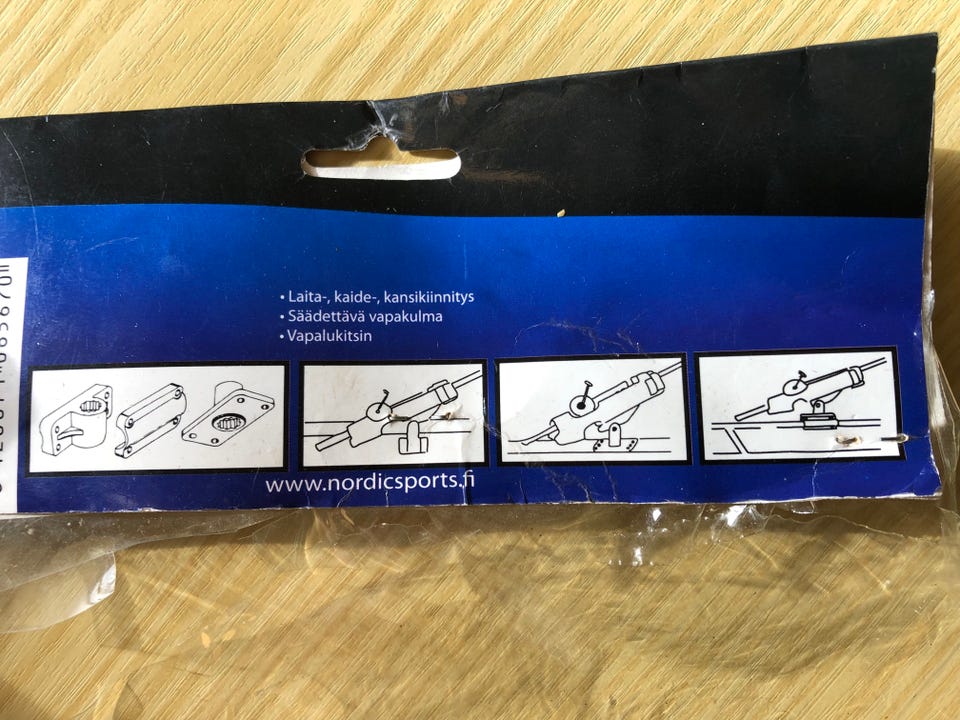 • Laita-, kaide-, kansikiinnitys
• Säädettävä vapakulma
• Vapalukitsin
www.nordicsports.fi